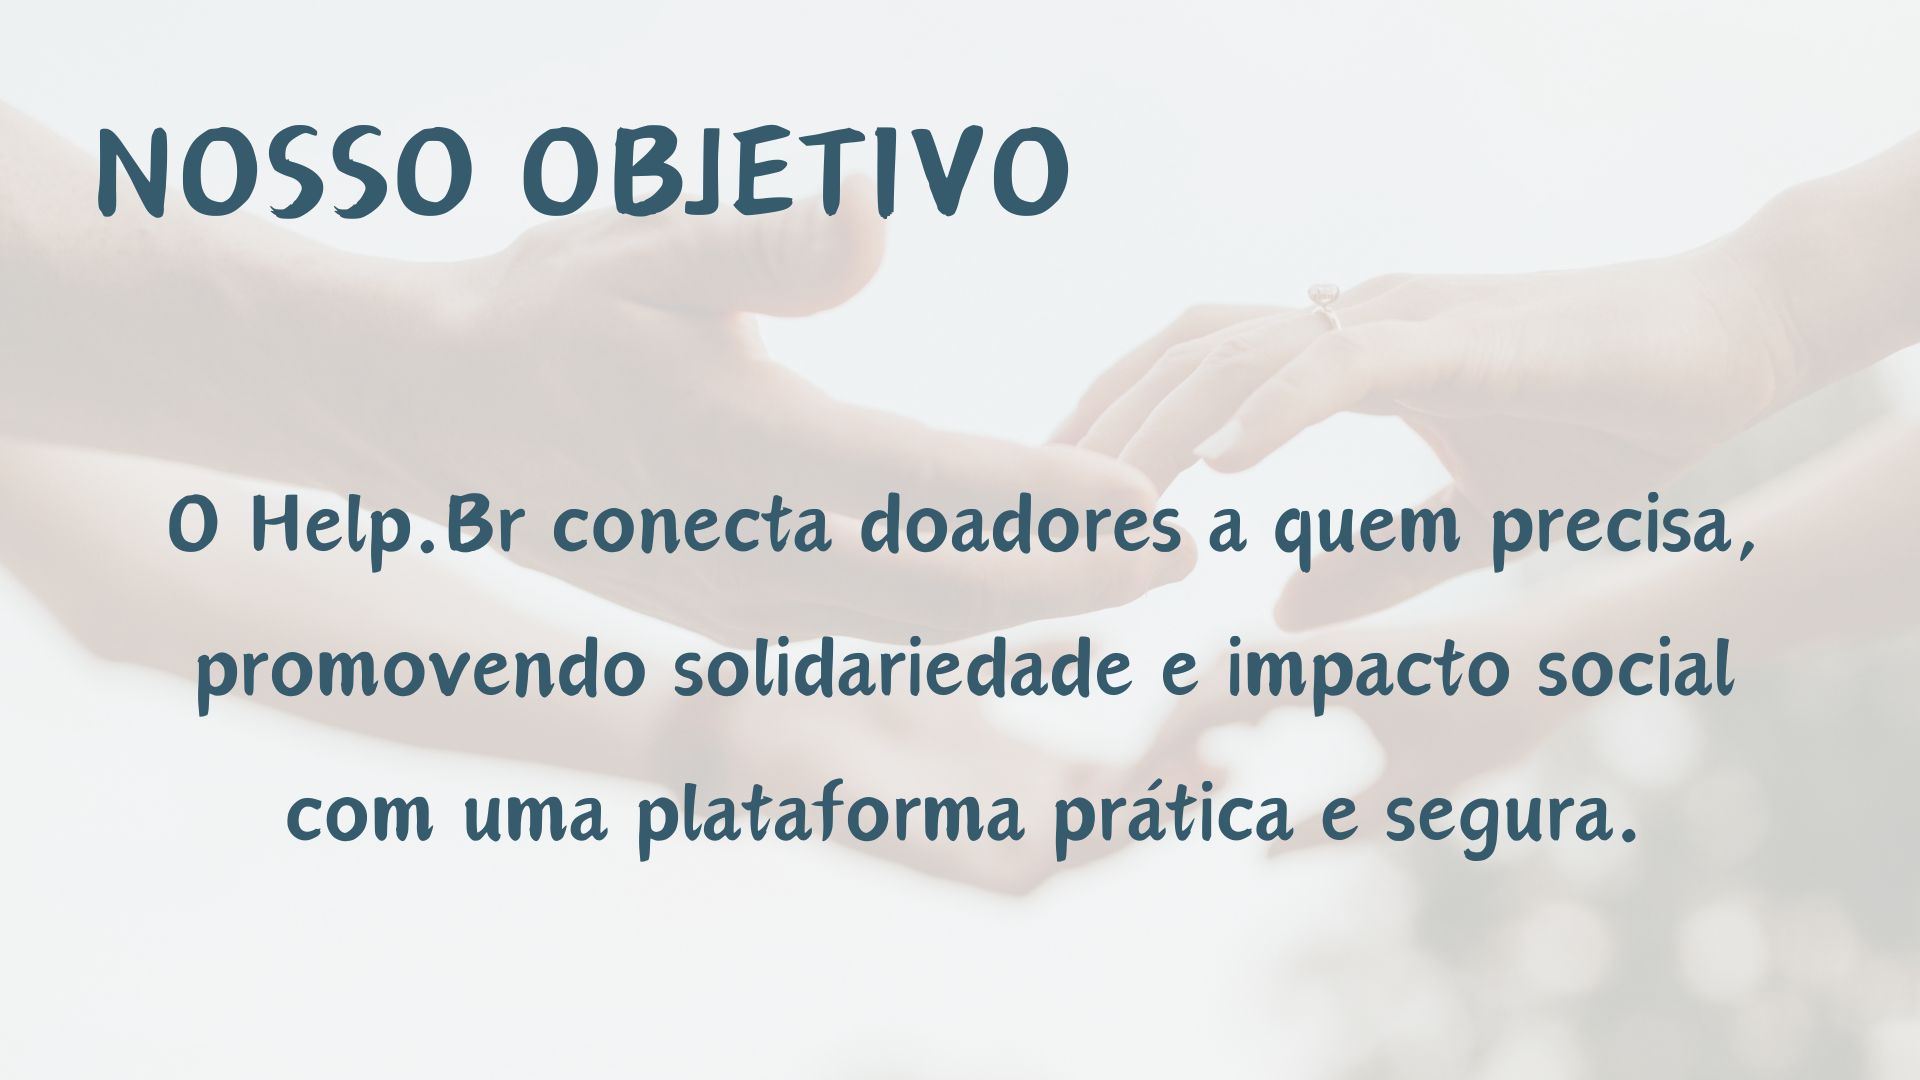 NOSSO OBJETIVO
O Help.Br conecta doadores a quem precisa,
promovendo solidariedade e impacto social
com uma plataforma prática e segura.